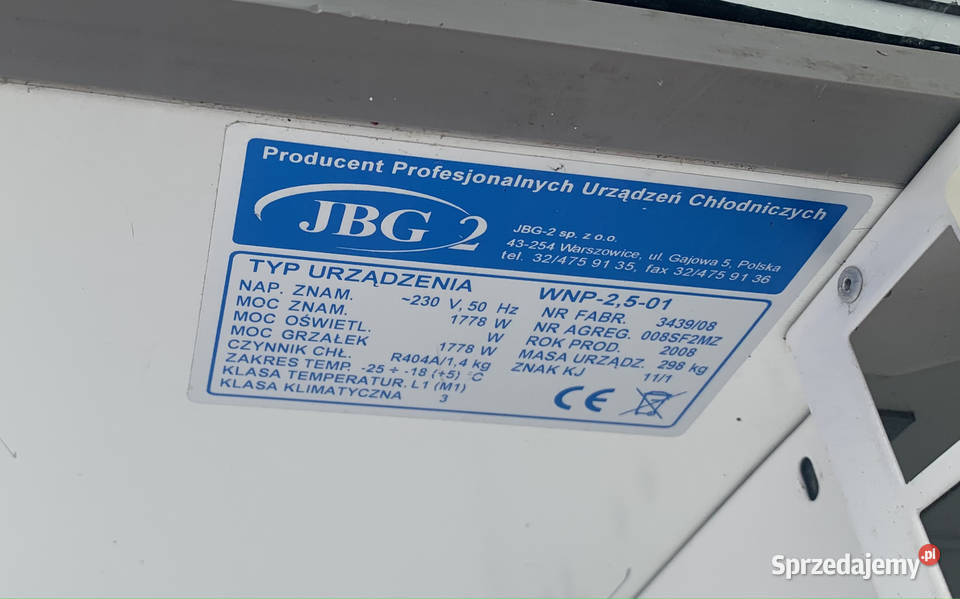 Producent Profesjonalnych Urządzeń Chłodniczych
JBG 2
JBG-2 sp. z o.o.
43-254 Warszowice, ul. Gajowa 5, Polska
tel. 32/475 91 35, fax 32/475 91 36
TYP URZĄDZENIA WNP-2,5-01
NAP. ZNAM. ~230 V, 50 Hz
MOC ZNAM. 1778 W
MOC OŚWIETL. W
MOC GRZAŁEK 1778 W
CZYNNIK CHŁ. R404A/1,4 kg
ZAKRES TEMP. -25 ÷ -18 (+5) °C
KLASA TEMPERATUR. L1 (M1)
KLASA KLIMATYCZNA 3
NR FABR. 3439/08
NR AGREG. 008SF2MZ
ROK PROD. 2008
MASA URZĄDZ. 298 kg
ZNAK KJ 11/1
CE
Sprzedajemy.pl